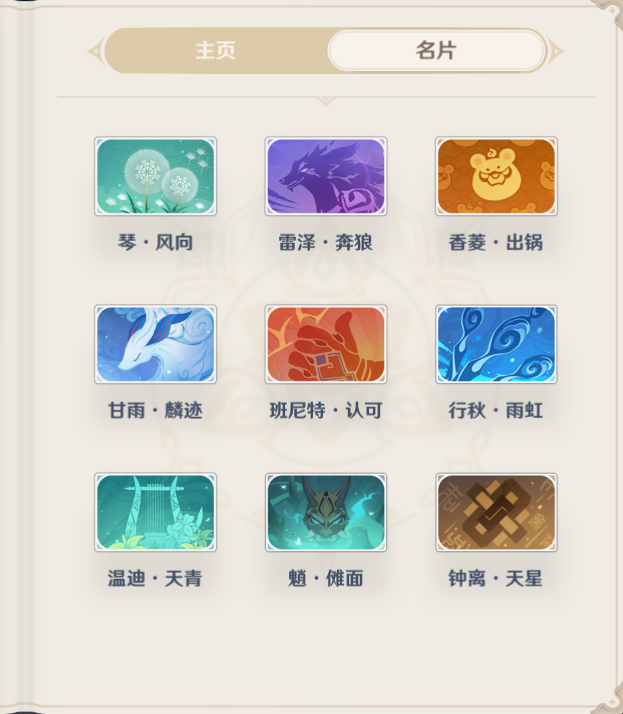 主页
名片
琴·风向
雷泽·奔狼
香菱·出锅
甘雨·麟迹
班尼特·认可
行秋·雨虹
温迪·天青
魈·傩面
钟离·天星